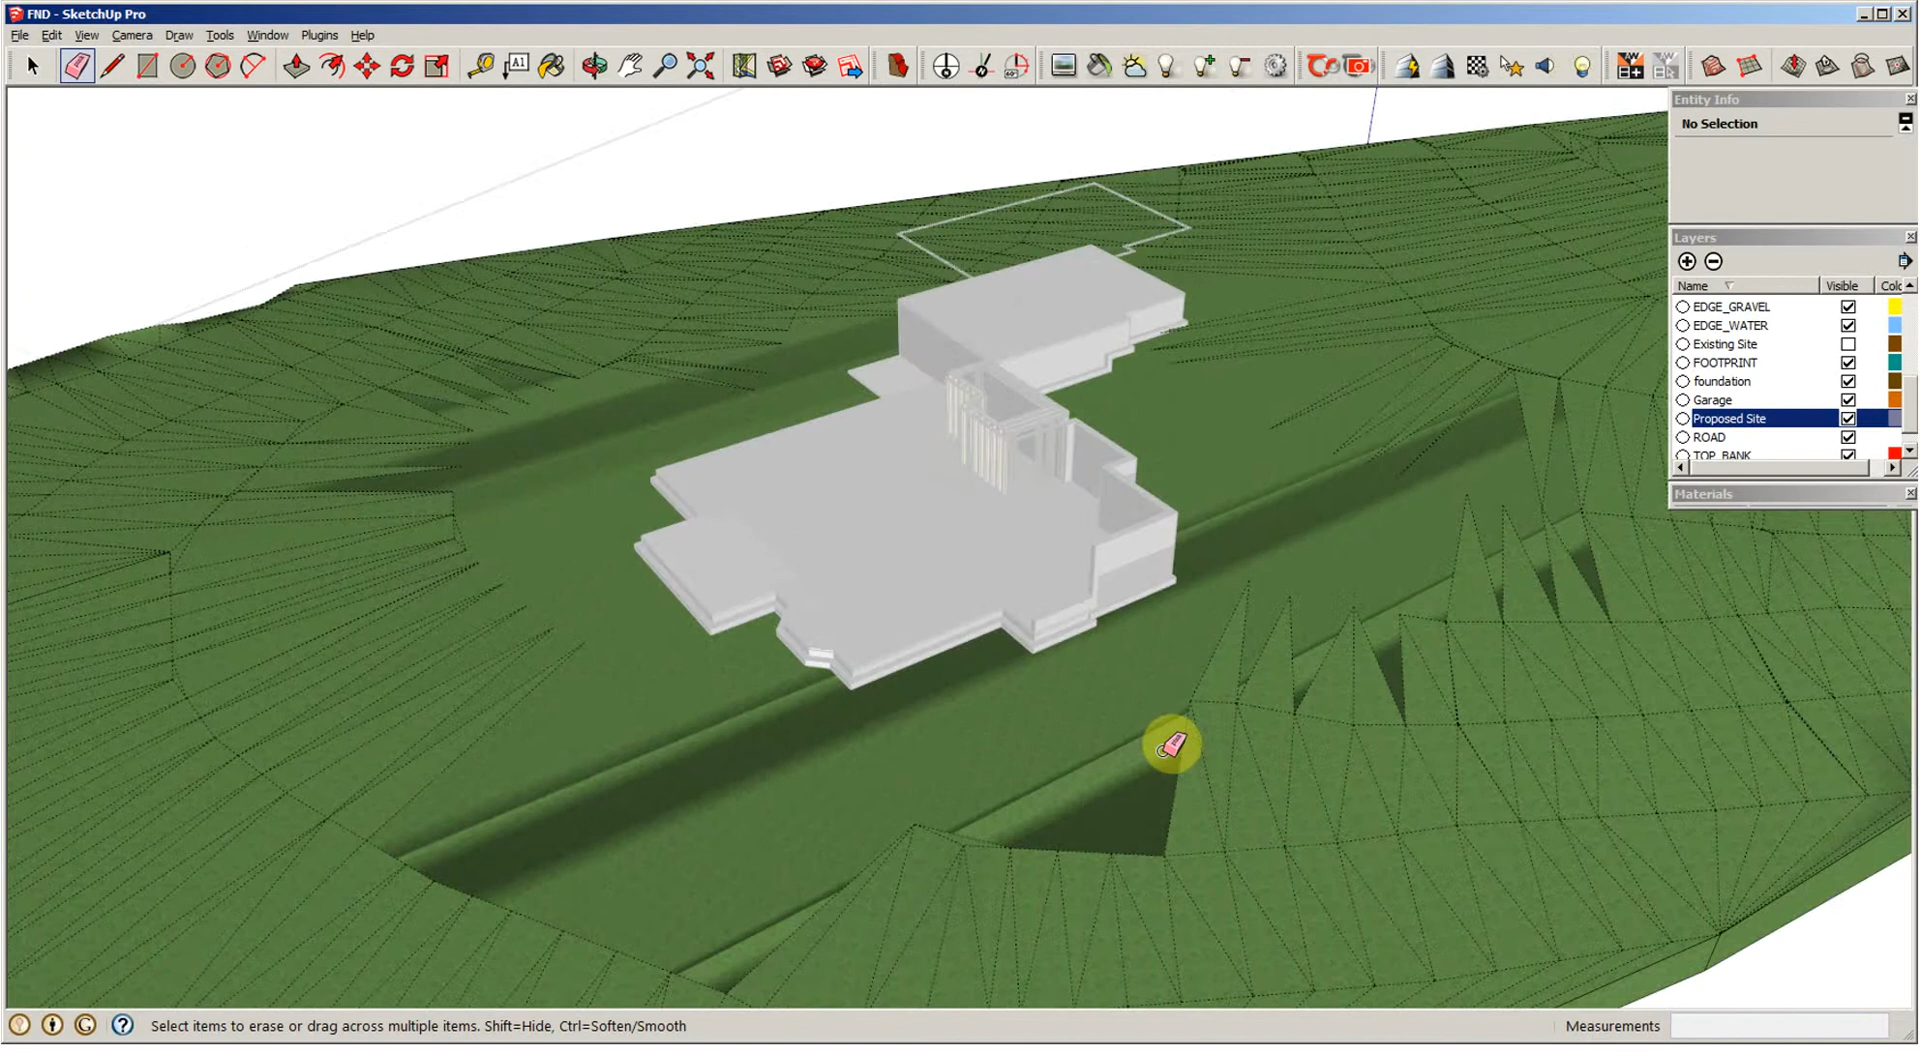 FND - SketchUp Pro
File Edit View Camera Draw Tools Window Plugins Help
A1
Entity Info
No Selection
Layers
Name Visible Colc
EDGE_GRAVEL
EDGE_WATER
Existing Site
FOOTPRINT
foundation
Garage
Proposed Site
ROAD
TOP_BANK
Materials
Select items to erase or drag across multiple items. Shift=Hide, Ctrl=Soften/Smooth
Measurements